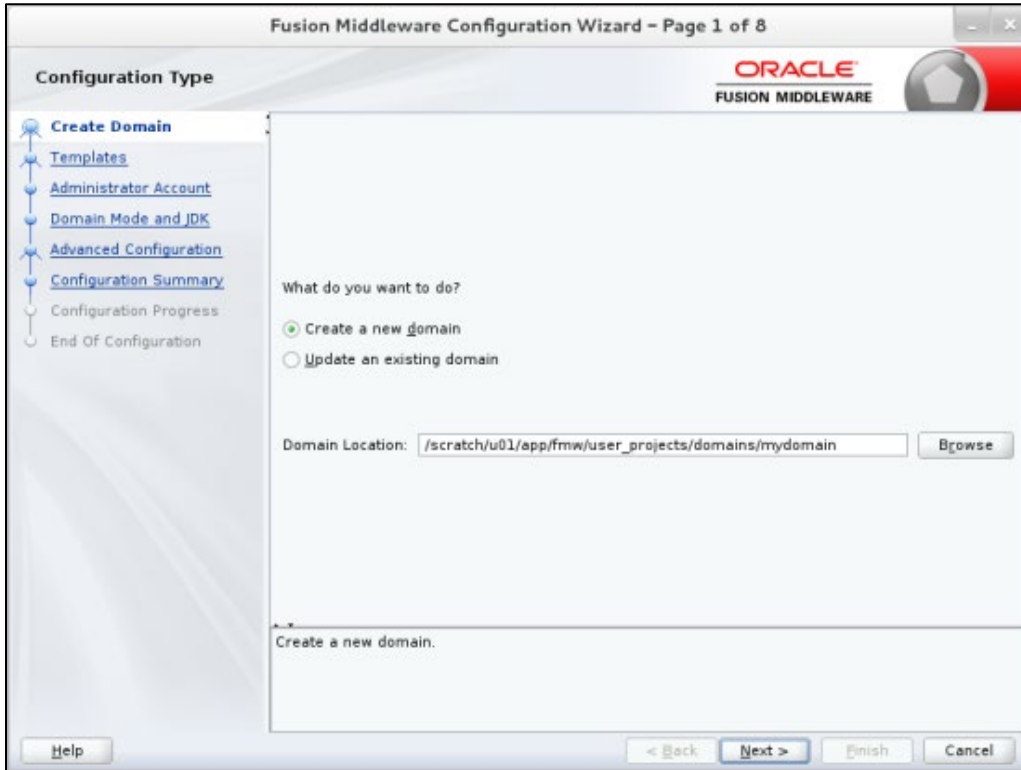 Fusion Middleware Configuration Wizard - Page 1 of 8
Configuration Type
ORACLE
FUSION MIDDLEWARE
Create Domain
Templates
Administrator Account
Domain Mode and JDK
Advanced Configuration
Configuration Summary
Configuration Progress
End Of Configuration
What do you want to do?
Create a new domain
Update an existing domain
Domain Location: /scratch/u01/app/fmw/user_projects/domains/mydomain Browse
Create a new domain.
Help < Back Next > Finish Cancel